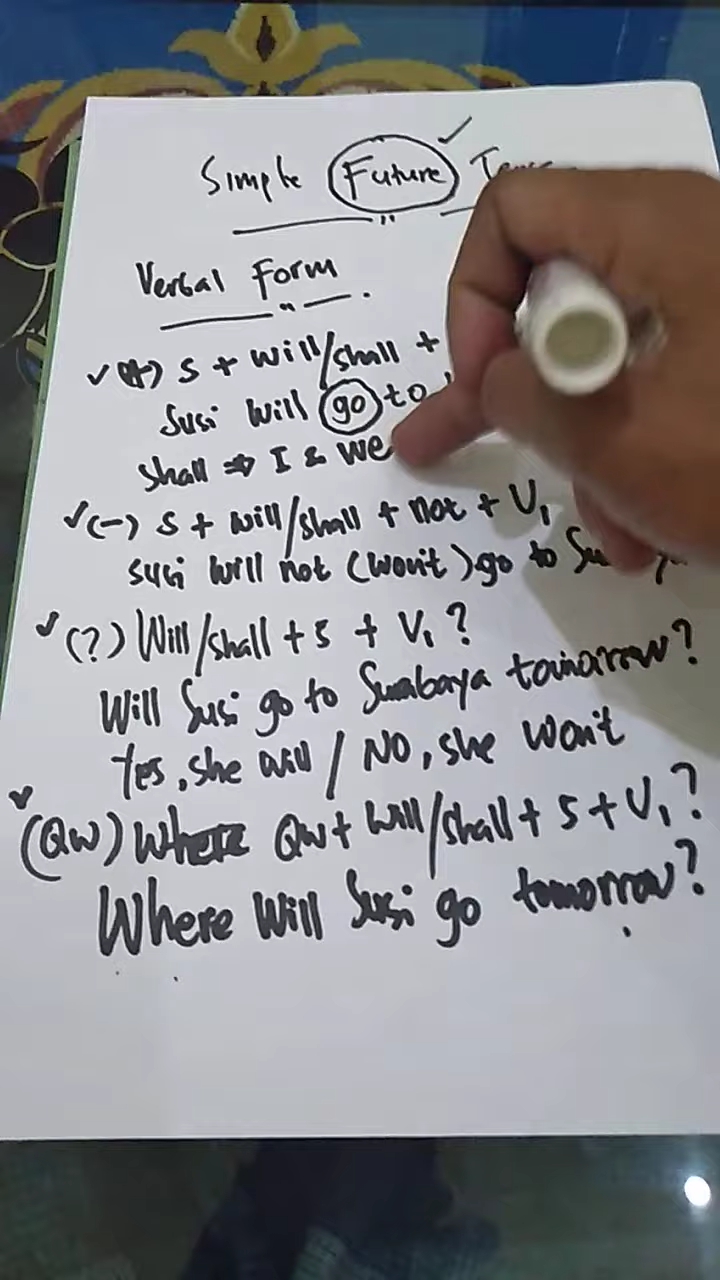 Simple Future
Verbal Form
(+) S + will/shall +
Susi will go to
Shall ⇒ I & We
(-) S + will/shall + not + V1
Susi will not (won't) go to
(?) Will/shall + S + V1?
Will Susi go to Surabaya tomorrow?
Yes, she will / No, she won't
(QW) Where QW + Will/shall + S + V1?
Where Will Susi go tomorrow?